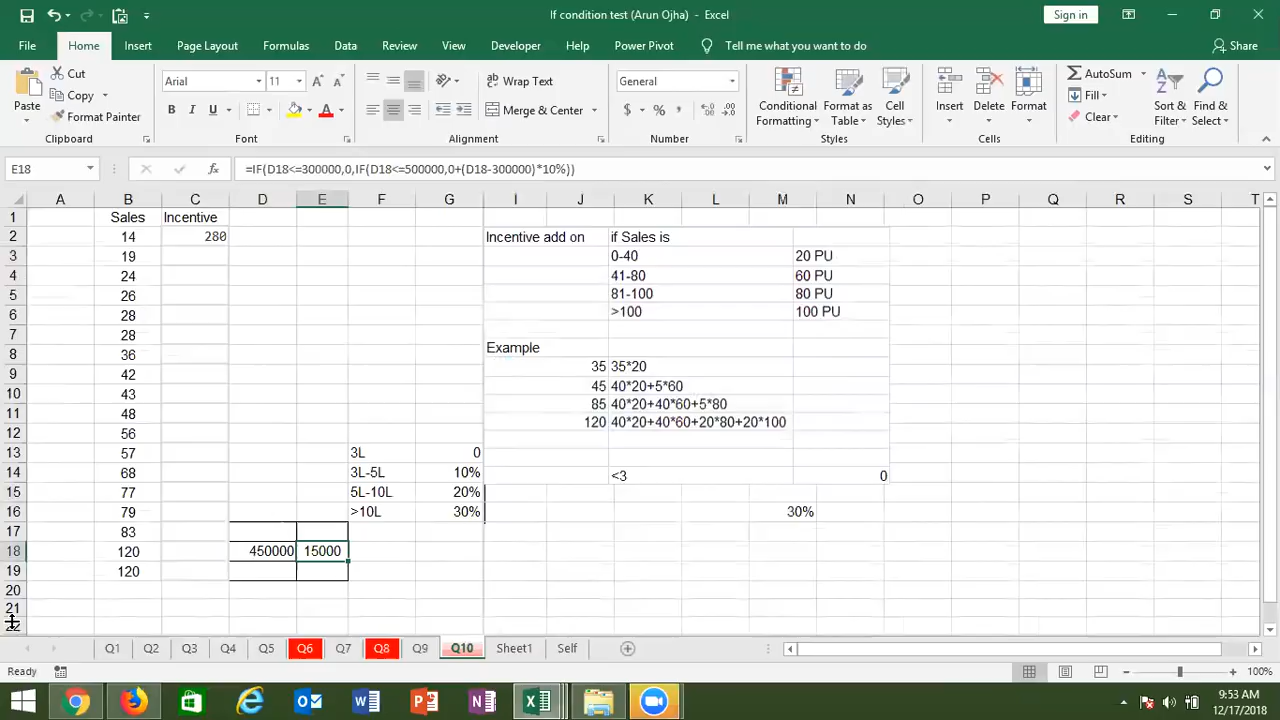 If condition test (Arun Ojha) - Excel
Sign in
File Home Insert Page Layout Formulas Data Review View Developer Help Power Pivot Tell me what you want to do Share
Paste Cut Copy Format Painter Clipboard
Arial 11 B I U Font
Wrap Text Merge & Center Alignment
General $ % , Number
Conditional Formatting Format as Table Cell Styles Styles
Insert Delete Format Cells
AutoSum Fill Clear Sort & Filter Find & Select Editing
E18 fx =IF(D18<=300000,0,IF(D18<=500000,0+(D18-300000)*10%))
A B C D E F G I J K L M N O P Q R S T
1 Sales Incentive
2 14 280 Incentive add on if Sales is
3 19 0-40 20 PU
4 24 41-80 60 PU
5 26 81-100 80 PU
6 28 >100 100 PU
7 28
8 36 Example
9 42 35 35*20
10 43 45 40*20+5*60
11 48 85 40*20+40*60+5*80
12 56 120 40*20+40*60+20*80+20*100
13 57 3L 0
14 68 3L-5L 10% <3 0
15 77 5L-10L 20%
16 79 >10L 30% 30%
17 83
18 120 450000 15000
19 120
20
21
22
Q1 Q2 Q3 Q4 Q5 Q6 Q7 Q8 Q9 Q10 Sheet1 Self
Ready 100%
9:53 AM
12/17/2018